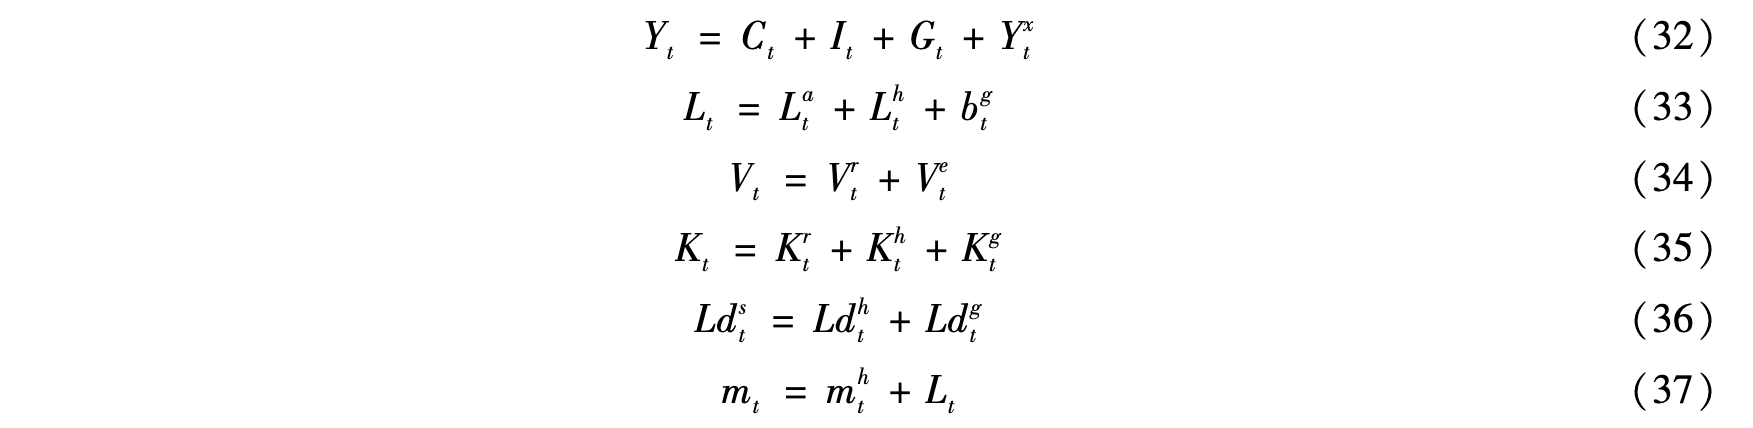 Y_t = C_t + I_t + G_t + Y_t^x (32)
L_t = L_t^a + L_t^h + b_t^g (33)
V_t = V_t^r + V_t^e (34)
K_t = K_t^r + K_t^h + K_t^g (35)
Ld_t^s = Ld_t^h + Ld_t^g (36)
m_t = m_t^h + L_t (37)